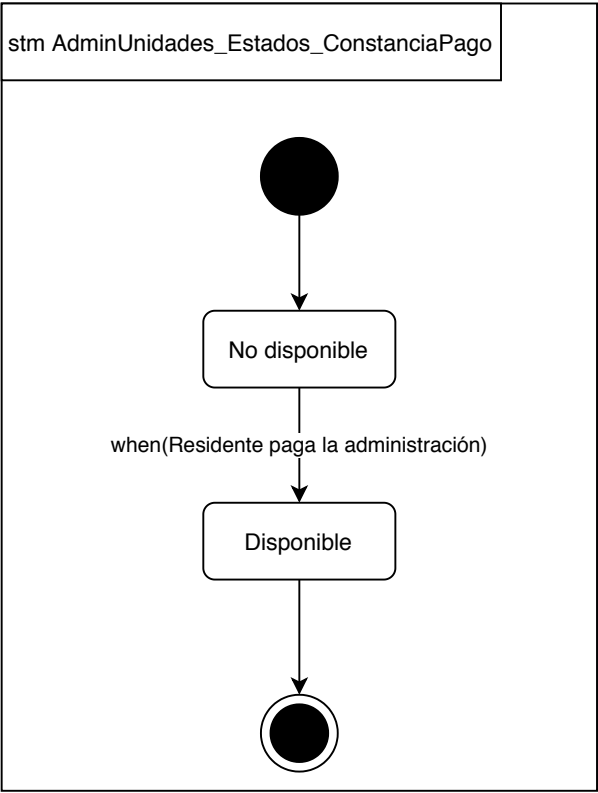 stm AdminUnidades_Estados_ConstanciaPago
No disponible
when(Residente paga la administración)
Disponible